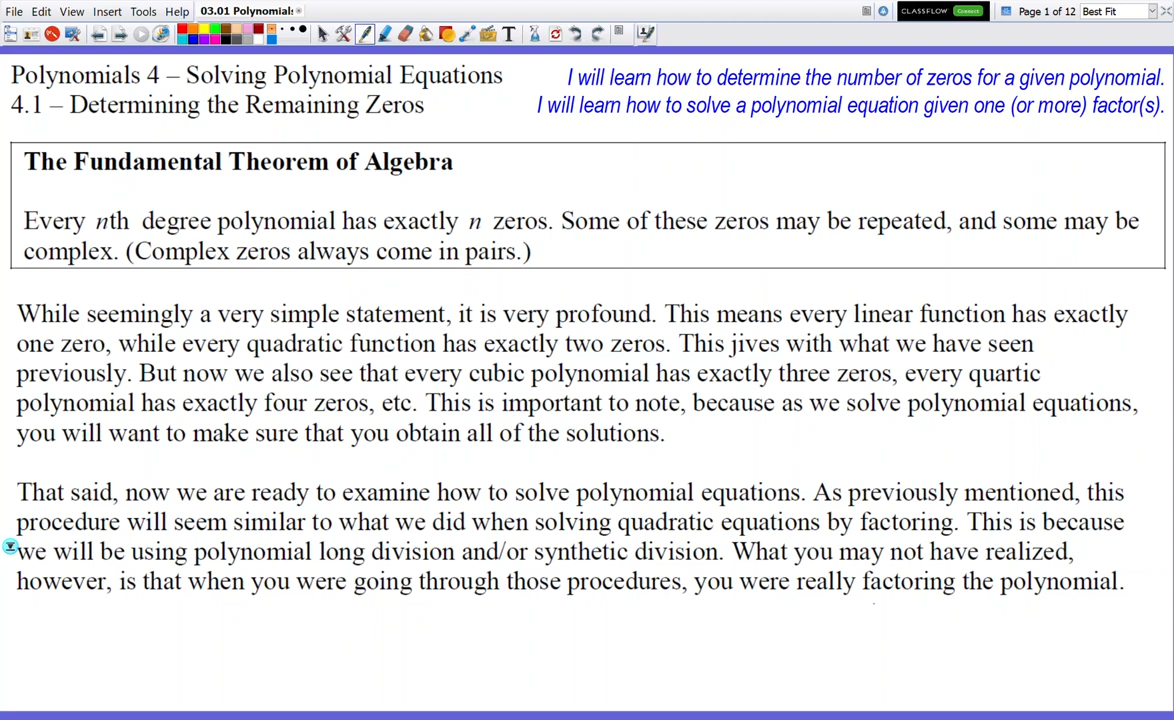 File Edit View Insert Tools Help 03.01 Polynomials CLASSFLOW Connect Page 1 of 12 Best Fit
Polynomials 4 – Solving Polynomial Equations
4.1 – Determining the Remaining Zeros
I will learn how to determine the number of zeros for a given polynomial.
I will learn how to solve a polynomial equation given one (or more) factor(s).
The Fundamental Theorem of Algebra
Every nth degree polynomial has exactly n zeros. Some of these zeros may be repeated, and some may be
complex. (Complex zeros always come in pairs.)
While seemingly a very simple statement, it is very profound. This means every linear function has exactly
one zero, while every quadratic function has exactly two zeros. This jives with what we have seen
previously. But now we also see that every cubic polynomial has exactly three zeros, every quartic
polynomial has exactly four zeros, etc. This is important to note, because as we solve polynomial equations,
you will want to make sure that you obtain all of the solutions.
That said, now we are ready to examine how to solve polynomial equations. As previously mentioned, this
procedure will seem similar to what we did when solving quadratic equations by factoring. This is because
we will be using polynomial long division and/or synthetic division. What you may not have realized,
however, is that when you were going through those procedures, you were really factoring the polynomial.